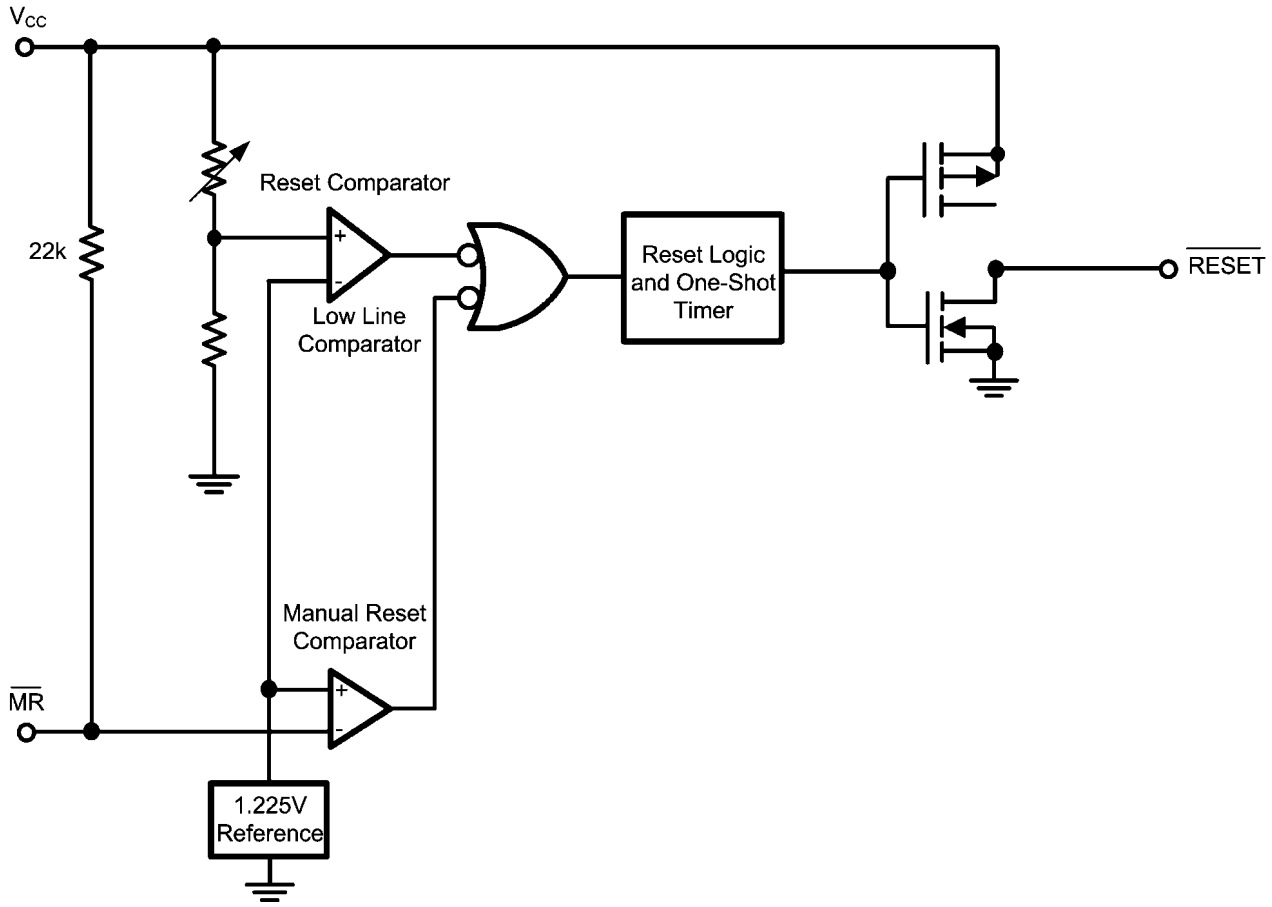 VCC
22k
Reset Comparator
+
-
Low Line
Comparator
Reset Logic
and One-Shot
Timer
RESET
Manual Reset
Comparator
MR
+
-
1.225V
Reference